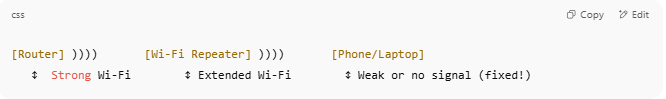 css Copy Edit
[Router] )))) [Wi-Fi Repeater] )))) [Phone/Laptop]
↕ Strong Wi-Fi ↕ Extended Wi-Fi ↕ Weak or no signal (fixed!)